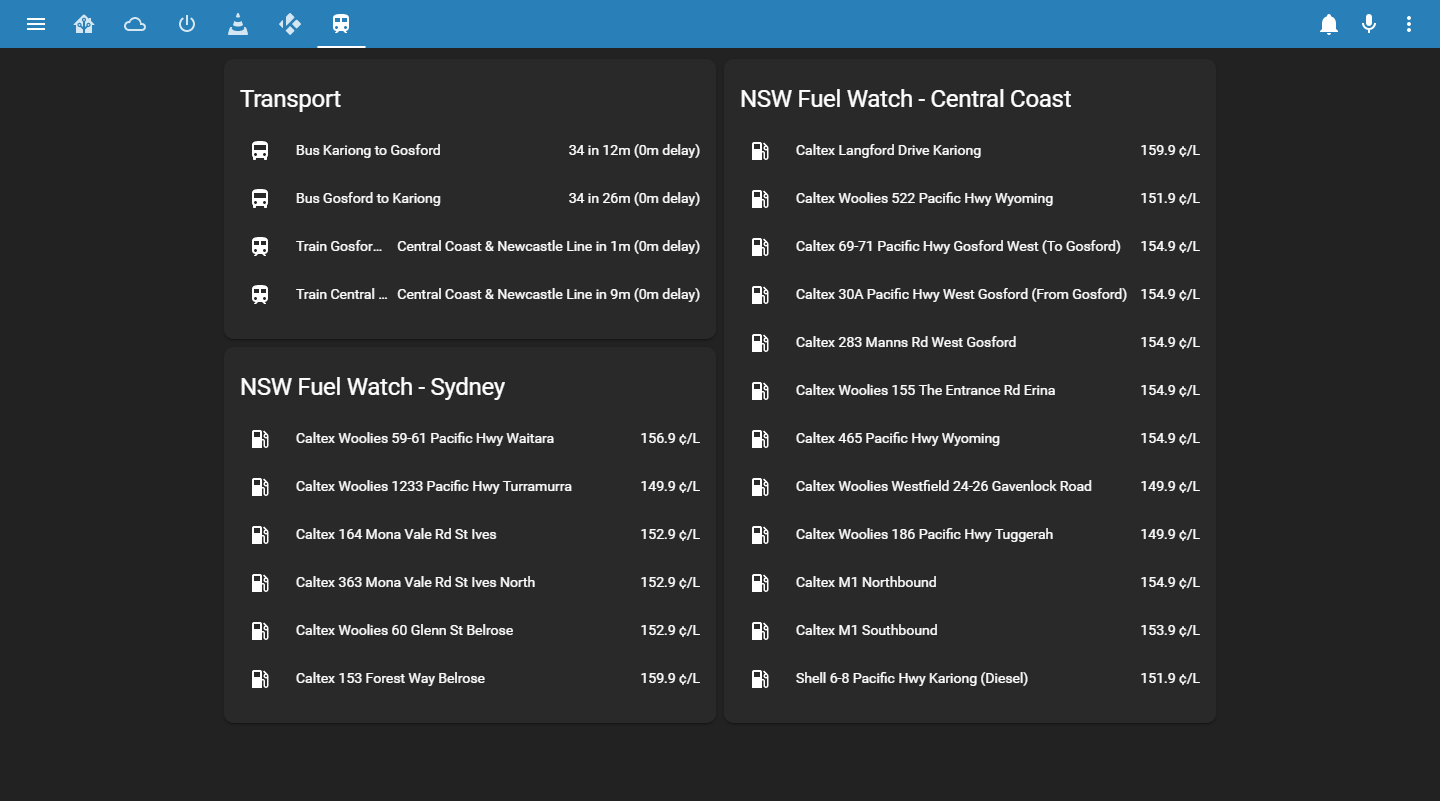 Transport
Bus Kariong to Gosford 34 in 12m (0m delay)
Bus Gosford to Kariong 34 in 26m (0m delay)
Train Gosfor... Central Coast & Newcastle Line in 1m (0m delay)
Train Central ... Central Coast & Newcastle Line in 9m (0m delay)
NSW Fuel Watch - Sydney
Caltex Woolies 59-61 Pacific Hwy Waitara 156.9 ¢/L
Caltex Woolies 1233 Pacific Hwy Turramurra 149.9 ¢/L
Caltex 164 Mona Vale Rd St Ives 152.9 ¢/L
Caltex 363 Mona Vale Rd St Ives North 152.9 ¢/L
Caltex Woolies 60 Glenn St Belrose 152.9 ¢/L
Caltex 153 Forest Way Belrose 159.9 ¢/L
NSW Fuel Watch - Central Coast
Caltex Langford Drive Kariong 159.9 ¢/L
Caltex Woolies 522 Pacific Hwy Wyoming 151.9 ¢/L
Caltex 69-71 Pacific Hwy Gosford West (To Gosford) 154.9 ¢/L
Caltex 30A Pacific Hwy West Gosford (From Gosford) 154.9 ¢/L
Caltex 283 Manns Rd West Gosford 154.9 ¢/L
Caltex Woolies 155 The Entrance Rd Erina 154.9 ¢/L
Caltex 465 Pacific Hwy Wyoming 154.9 ¢/L
Caltex Woolies Westfield 24-26 Gavenlock Road 149.9 ¢/L
Caltex Woolies 186 Pacific Hwy Tuggerah 149.9 ¢/L
Caltex M1 Northbound 154.9 ¢/L
Caltex M1 Southbound 153.9 ¢/L
Shell 6-8 Pacific Hwy Kariong (Diesel) 151.9 ¢/L